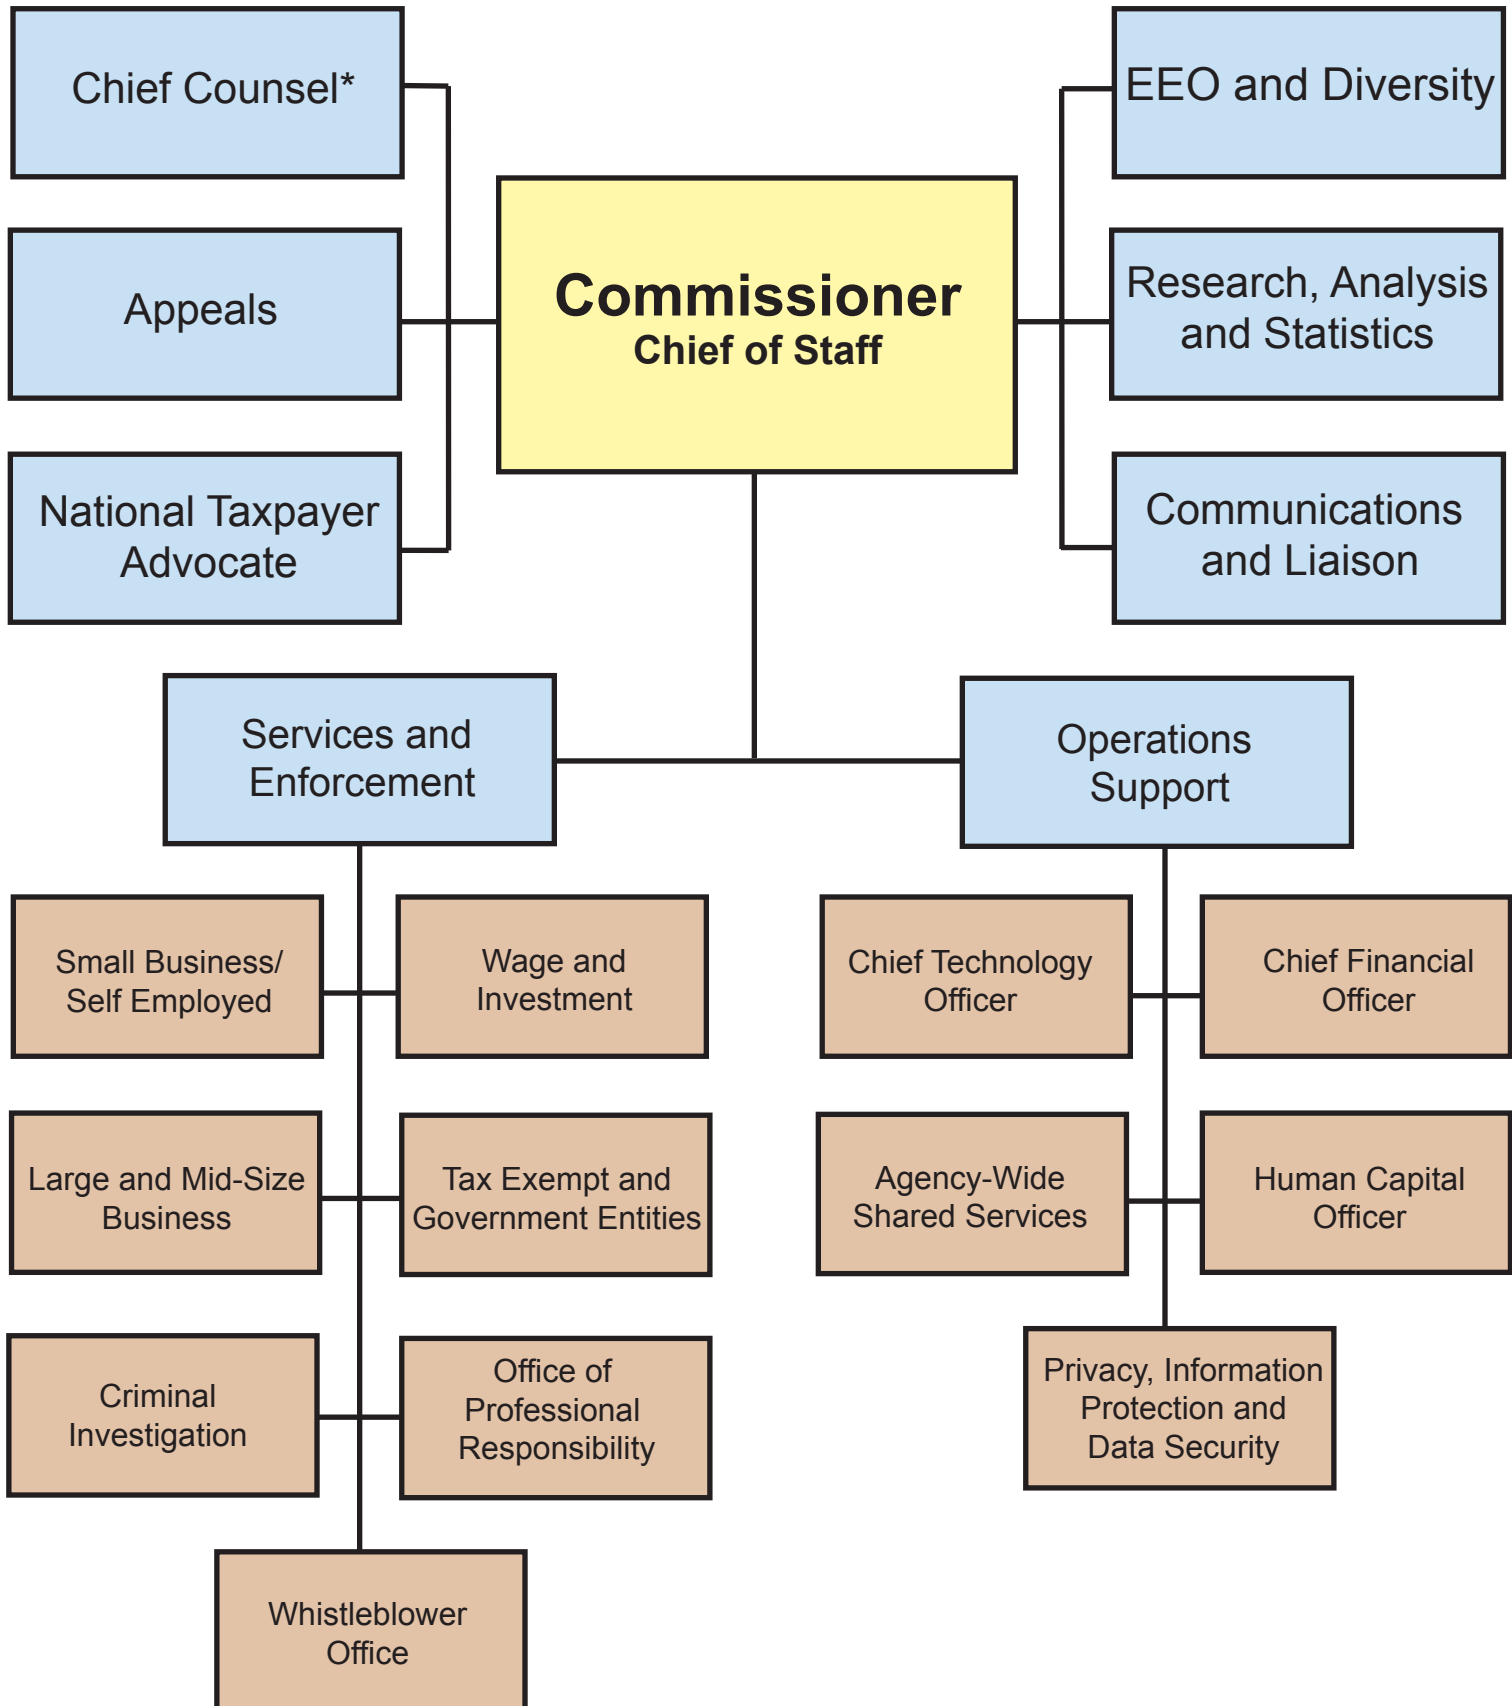 Chief Counsel*
EEO and Diversity
Commissioner
Chief of Staff
Appeals
Research, Analysis
and Statistics
National Taxpayer
Advocate
Communications
and Liaison
Services and
Enforcement
Operations
Support
Small Business/
Self Employed
Wage and
Investment
Chief Technology
Officer
Chief Financial
Officer
Large and Mid-Size
Business
Tax Exempt and
Government Entities
Agency-Wide
Shared Services
Human Capital
Officer
Criminal
Investigation
Office of
Professional
Responsibility
Privacy, Information
Protection and
Data Security
Whistleblower
Office